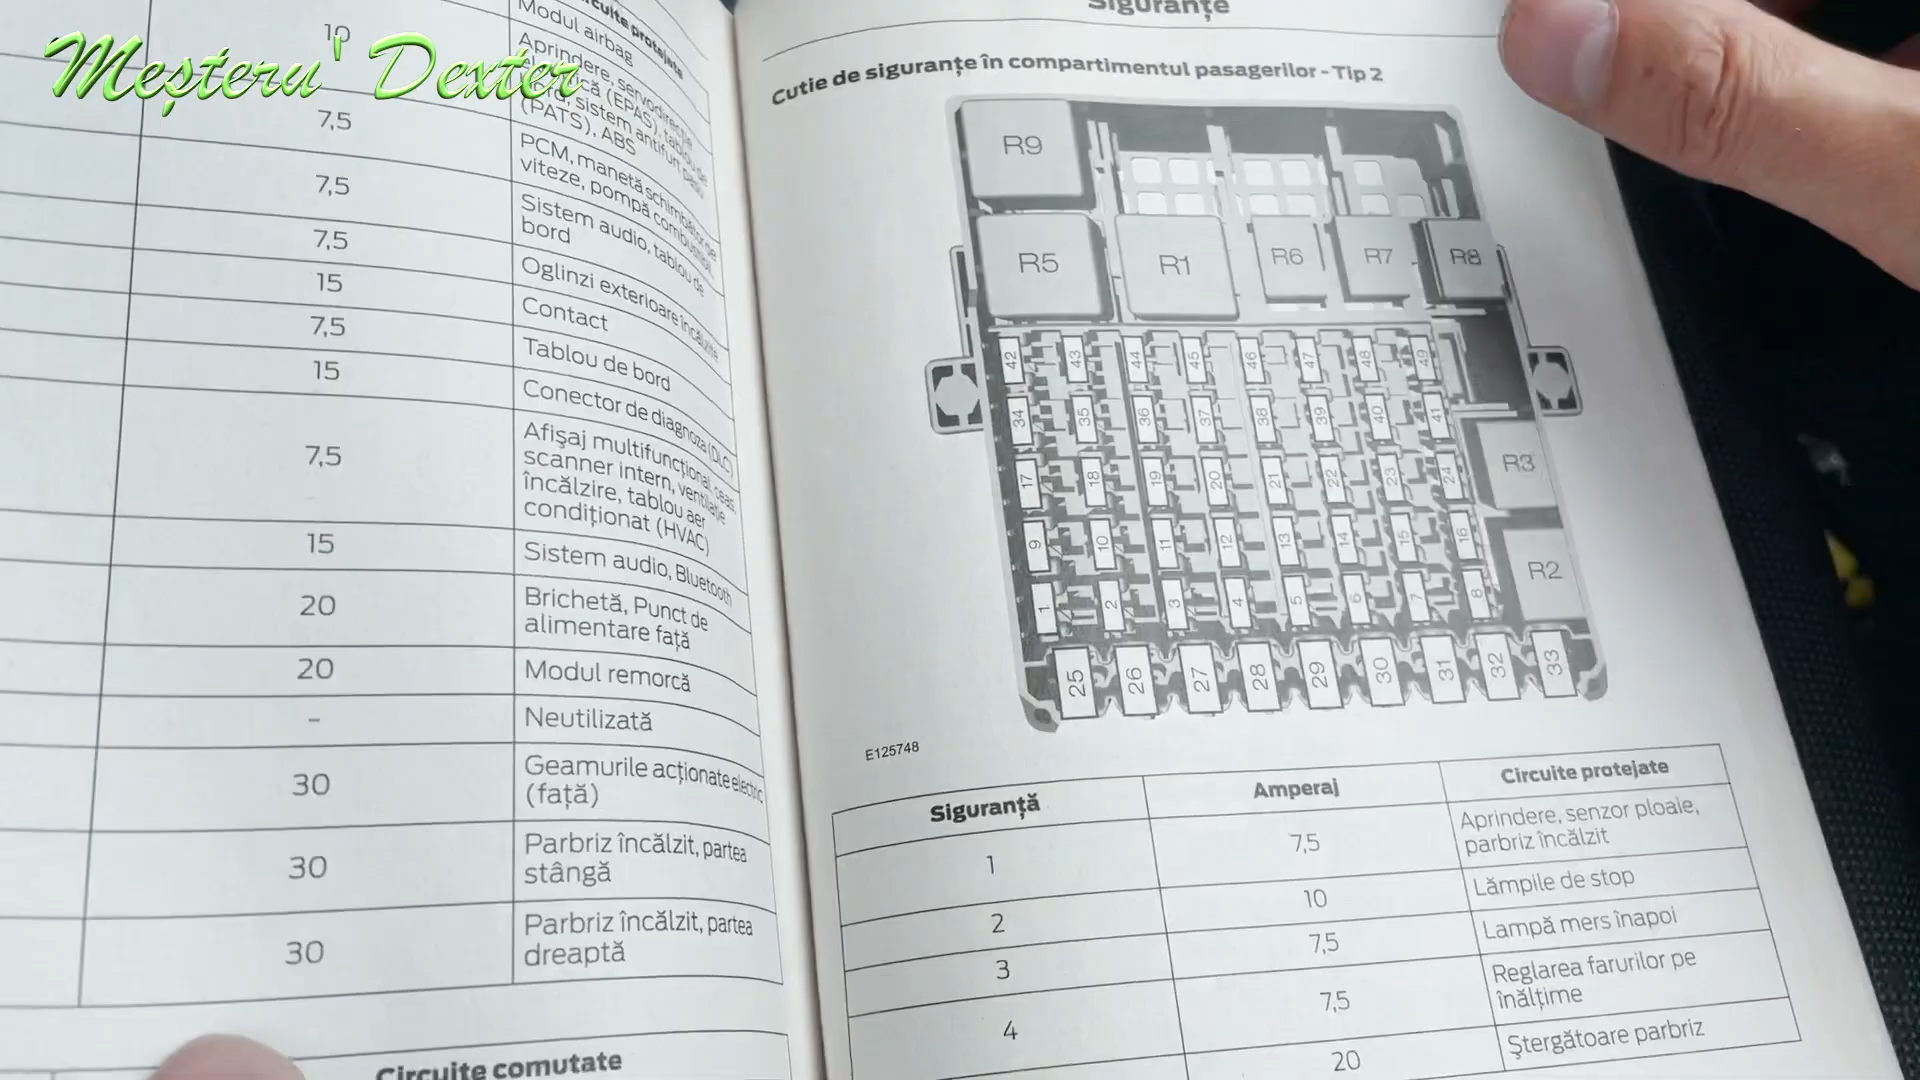 Meșteru' Dexter
10
Modul airbag
7,5
Aprindere, servodirecție
(EPAS), tablou de
sistem antifurt pasiv
(PATS), ABS
7,5
PCM, manetă schimbător de
viteze, pompă combustibil,
7,5
Sistem audio, tablou de
bord
15
Oglinzi exterioare încălzite
7,5
Contact
15
Tablou de bord
Conector de diagnoza (DLC)
7,5
Afișaj multifuncțional, ceas,
scanner intern, ventilație
încălzire, tablou aer
condiționat (HVAC)
15
Sistem audio, Bluetooth
20
Brichetă, Punct de
alimentare față
20
Modul remorcă
-
Neutilizată
30
Geamurile acționate electric
(față)
30
Parbriz încălzit, partea
stângă
30
Parbriz încălzit, partea
dreaptă
Circuite comutate
Siguranțe
Cutie de siguranțe în compartimentul pasagerilor - Tip 2
R9
R5 R1 R6 R7 R8
42 43 44 45 46 47 48 49
34 35 36 37 38 39 40 41
R3
17 18 19 20 21 22 23 24
9 10 11 12 13 14 15 16
R2
1 2 3 4 5 6 7 8
25 26 27 28 29 30 31 32 33
E125748
Siguranță Amperaj Circuite protejate
1 7,5 Aprindere, senzor ploaie,
parbriz încălzit
2 10 Lămpile de stop
3 7,5 Lampă mers înapoi
4 7,5 Reglarea farurilor pe
înălțime
20 Ștergătoare parbriz